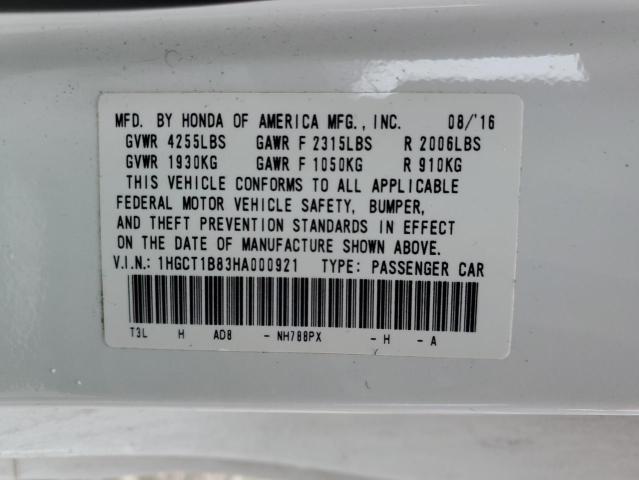 MFD. BY HONDA OF AMERICA MFG., INC. 08/'16
GVWR 4255LBS GAWR F 2315LBS R 2006LBS
GVWR 1930KG GAWR F 1050KG R 910KG
THIS VEHICLE CONFORMS TO ALL APPLICABLE
FEDERAL MOTOR VEHICLE SAFETY, BUMPER,
AND THEFT PREVENTION STANDARDS IN EFFECT
ON THE DATE OF MANUFACTURE SHOWN ABOVE.
V.I.N.: 1HGCT1B83HA000921 TYPE: PASSENGER CAR
T3L H AD8 - NH788PX - H - A